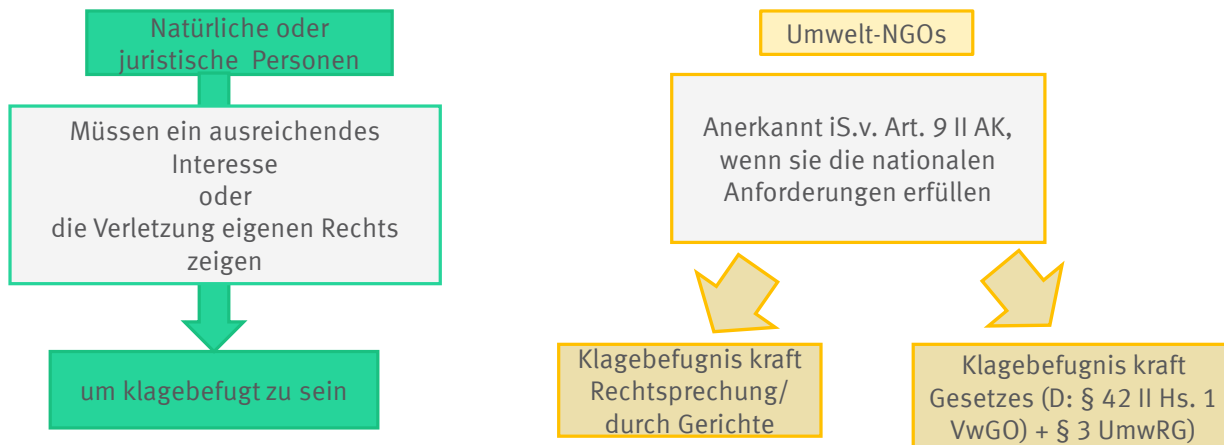 Natürliche oder
juristische Personen
Müssen ein ausreichendes
Interesse
oder
die Verletzung eigenen Rechts
zeigen
um klagebefugt zu sein
Umwelt-NGOs
Anerkannt iS.v. Art. 9 II AK,
wenn sie die nationalen
Anforderungen erfüllen
Klagebefugnis kraft
Rechtsprechung/
durch Gerichte
Klagebefugnis kraft
Gesetzes (D: § 42 II Hs. 1
VwGO) + § 3 UmwRG)